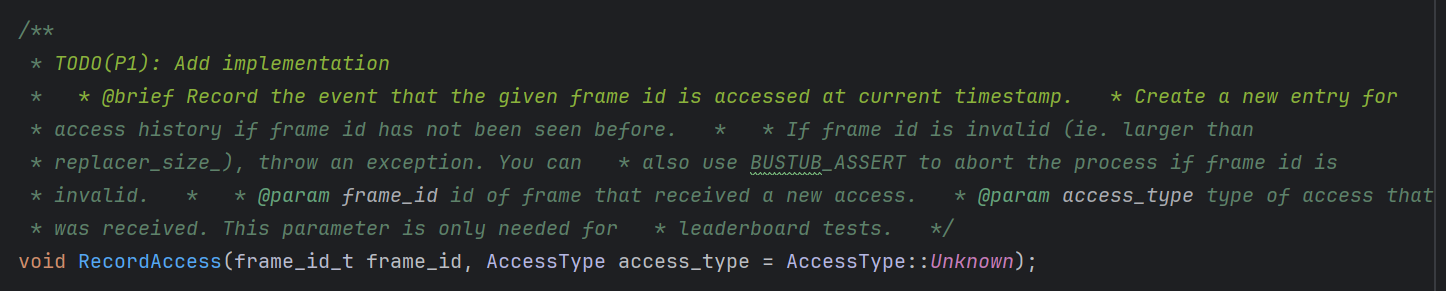 /**
 * TODO(P1): Add implementation
 *   * @brief Record the event that the given frame id is accessed at current timestamp.   * Create a new entry for
 * access history if frame id has not been seen before.   *   * If frame id is invalid (ie. larger than
 * replacer_size_), throw an exception. You can   * also use BUSTUB_ASSERT to abort the process if frame id is
 * invalid.   *   * @param frame_id id of frame that received a new access.   * @param access_type type of access that
 * was received. This parameter is only needed for   * leaderboard tests.   */
void RecordAccess(frame_id_t frame_id, AccessType access_type = AccessType::Unknown);